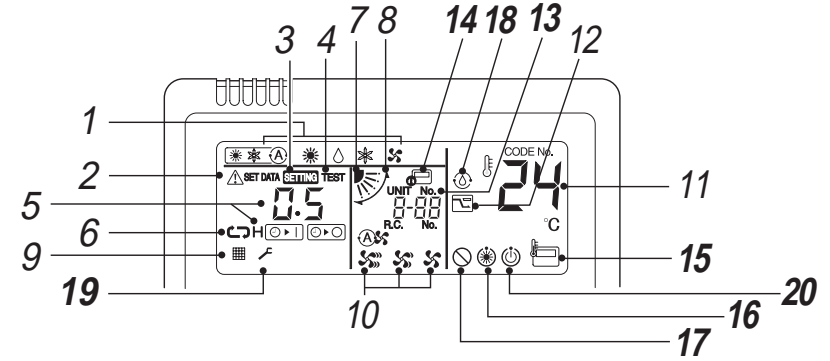 3 4 7 8 14 18 13 12
1
CODE No.
A
2 SET DATA SETTING TEST
UNIT No. 24 11
5 0.5 8-88
R.C. No. °C
6 H
A
9 15
19 10 16 20
17